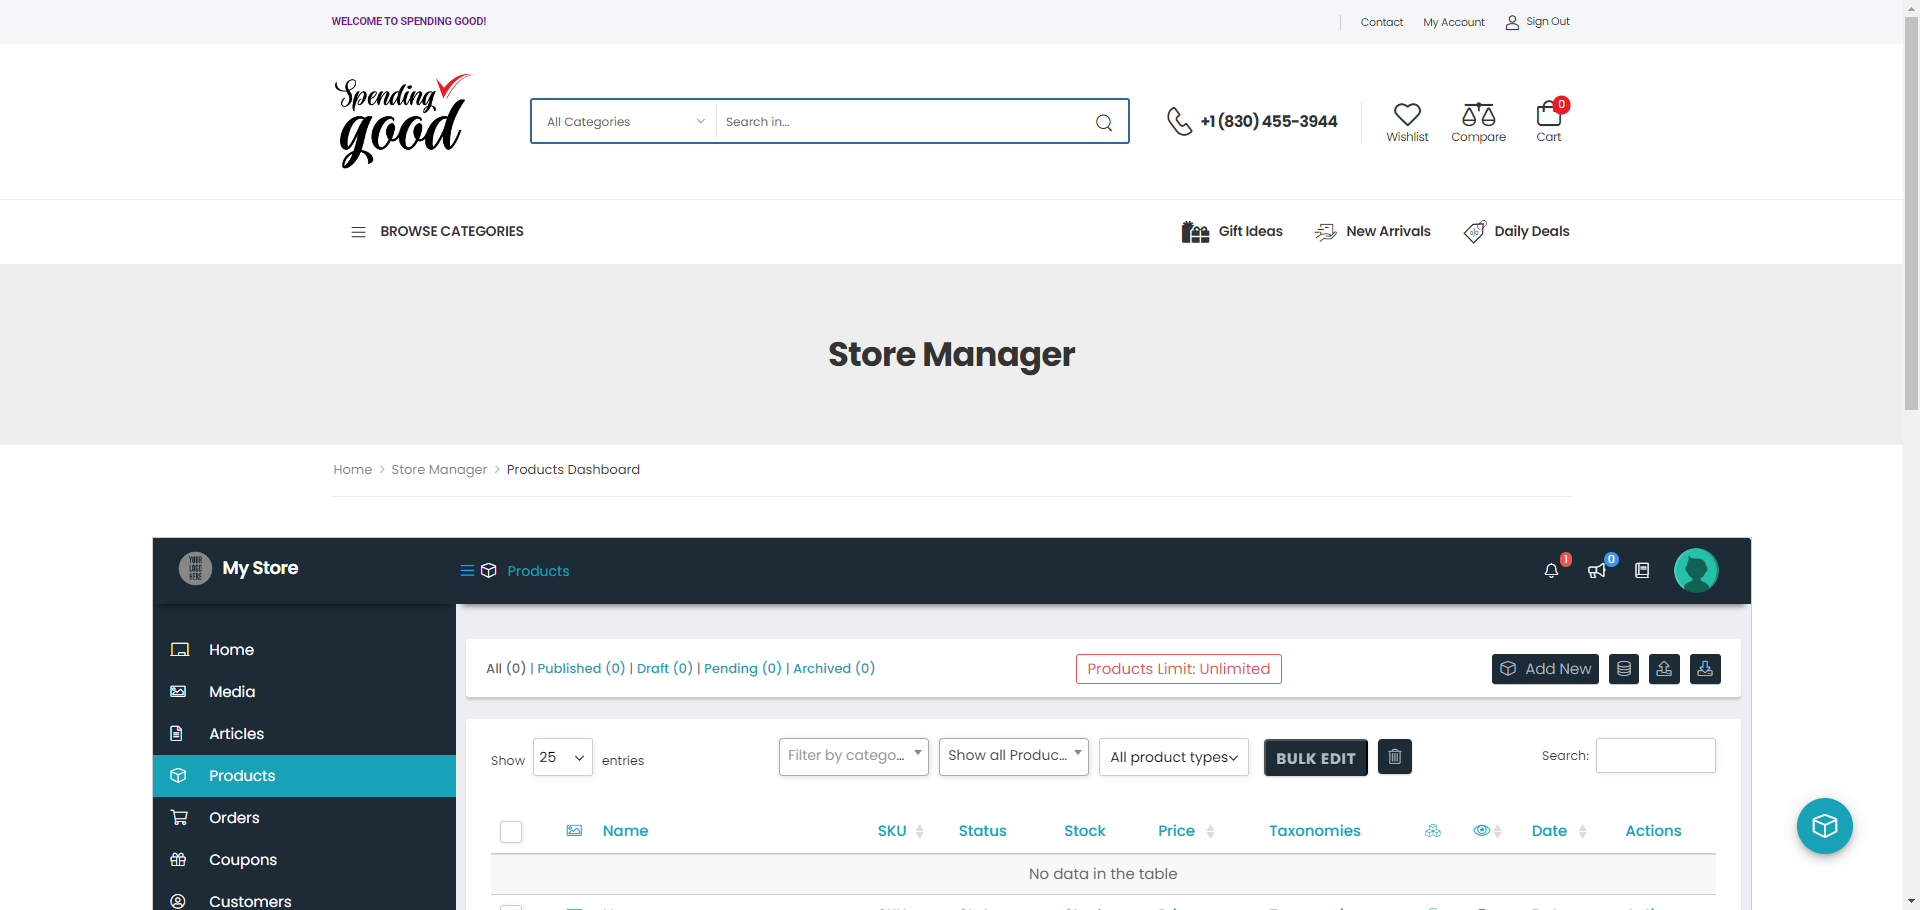 WELCOME TO SPENDING GOOD!
Contact
My Account
Sign Out
Spending good
All Categories
Search in...
+1 (830) 455-3944
Wishlist
Compare
0
Cart
BROWSE CATEGORIES
Gift Ideas
New Arrivals
Daily Deals
Store Manager
Home > Store Manager > Products Dashboard
YOUR LOGO HERE
My Store
Products
1
0
Home
Media
Articles
Products
Orders
Coupons
Customers
All (0) | Published (0) | Draft (0) | Pending (0) | Archived (0)
Products Limit: Unlimited
Add New
Show 25 entries
Filter by catego...
Show all Produc...
All product types
BULK EDIT
Search:
Name SKU Status Stock Price Taxonomies Date Actions
No data in the table